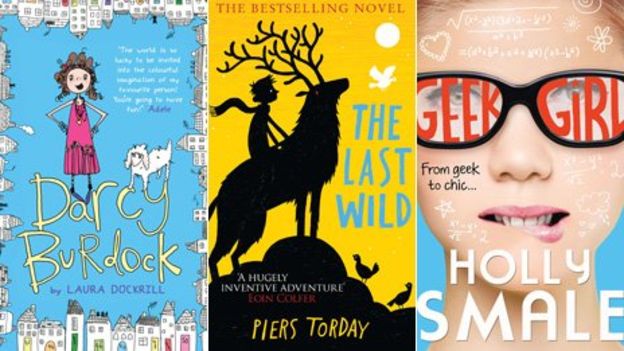 "The world is so
lucky to be invited
into the colourful
imagination of my
favourite person!
You're going to have
fun!" Adele
Darcy
Burdock
by LAURA DOCKRILL
THE BESTSELLING NOVEL
THE
LAST
WILD
'A HUGELY
INVENTIVE ADVENTURE'
EOIN COLFER
PIERS TORDAY
GEEK GIRL
From geek
to chic...
HOLLY
SMALE